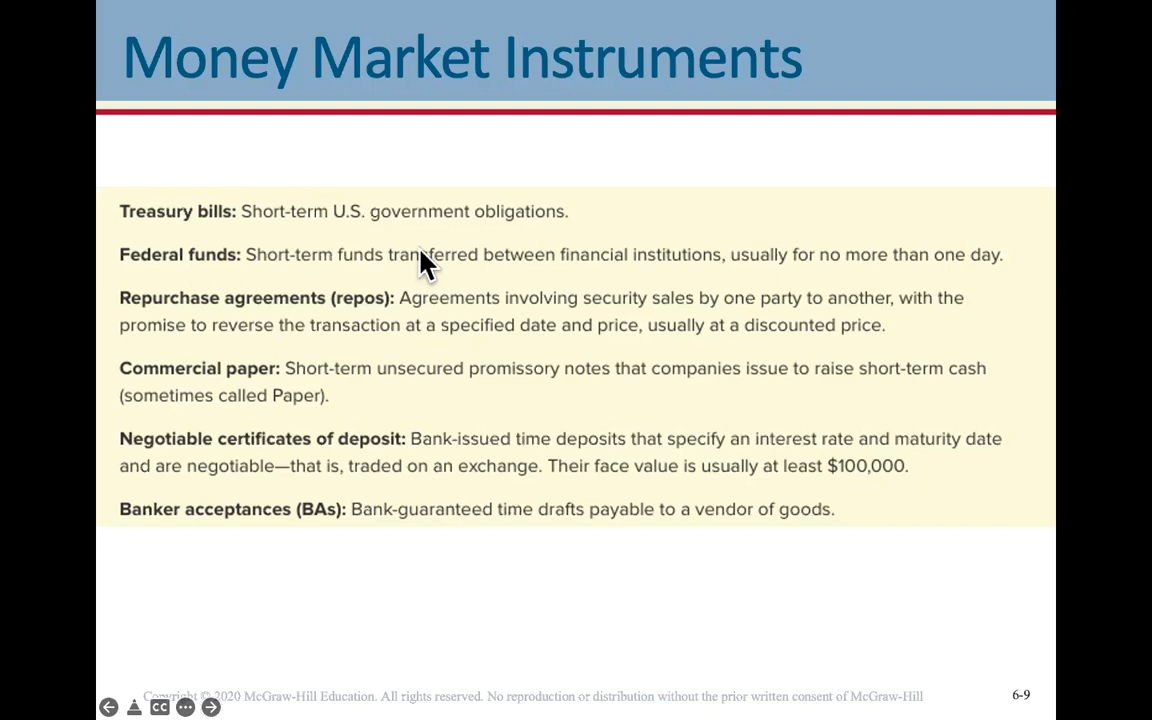 Money Market Instruments
Treasury bills: Short-term U.S. government obligations.
Federal funds: Short-term funds transferred between financial institutions, usually for no more than one day.
Repurchase agreements (repos): Agreements involving security sales by one party to another, with the
promise to reverse the transaction at a specified date and price, usually at a discounted price.
Commercial paper: Short-term unsecured promissory notes that companies issue to raise short-term cash
(sometimes called Paper).
Negotiable certificates of deposit: Bank-issued time deposits that specify an interest rate and maturity date
and are negotiable—that is, traded on an exchange. Their face value is usually at least $100,000.
Banker acceptances (BAs): Bank-guaranteed time drafts payable to a vendor of goods.
Copyright © 2020 McGraw-Hill Education. All rights reserved. No reproduction or distribution without the prior written consent of McGraw-Hill
6-9
CC